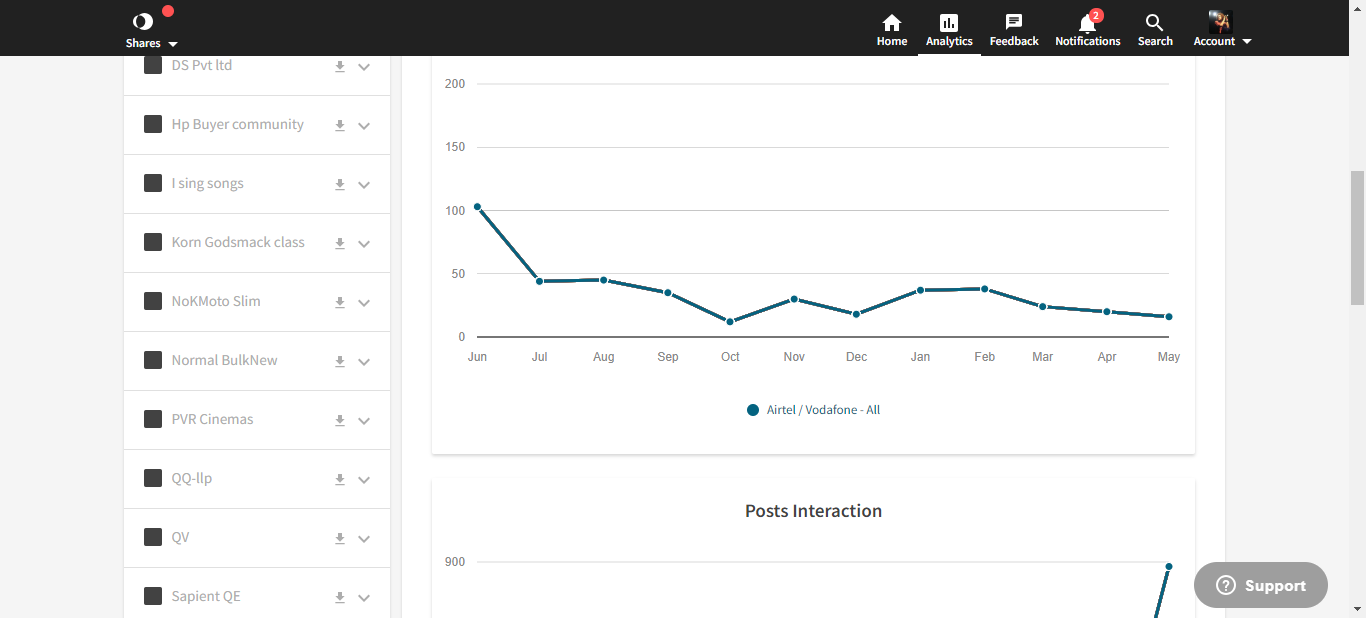 Shares
Home
Analytics
Feedback
2
Notifications
Search
Account
DS Pvt ltd
Hp Buyer community
I sing songs
Korn Godsmack class
NoKMoto Slim
Normal BulkNew
PVR Cinemas
QQ-llp
QV
Sapient QE
200
150
100
50
0
Jun Jul Aug Sep Oct Nov Dec Jan Feb Mar Apr May
Airtel / Vodafone - All
Posts Interaction
900
Support